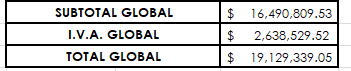 SUBTOTAL GLOBAL $ 16,490,809.53
I.V.A. GLOBAL $ 2,638,529.52
TOTAL GLOBAL $ 19,129,339.05